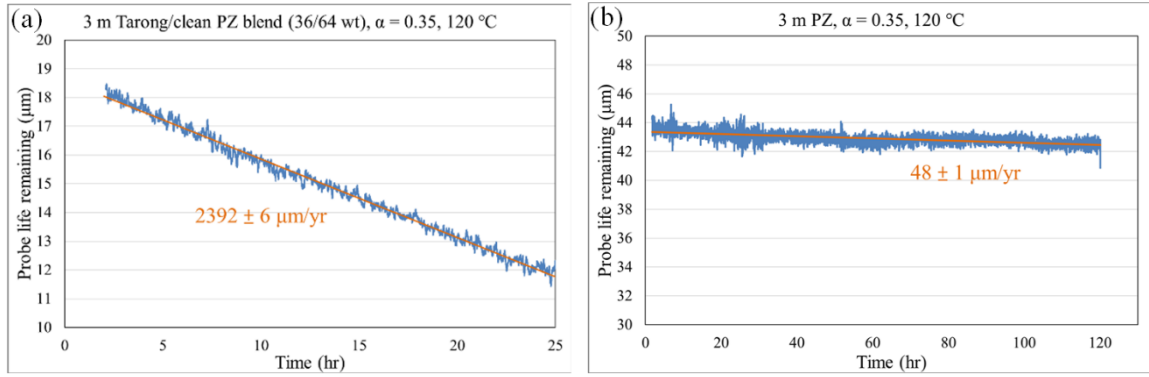 (a)
3 m Tarong/clean PZ blend (36/64 wt), α = 0.35, 120 ℃
Probe life remaining (μm)
20
19
18
17
16
15
14
13
12
11
10
2392 ± 6 μm/yr
0 5 10 15 20 25
Time (hr)
(b)
3 m PZ, α = 0.35, 120 ℃
Probe life remaining (μm)
50
48
46
44
42
40
38
36
34
32
30
48 ± 1 μm/yr
0 20 40 60 80 100 120
Time (hr)